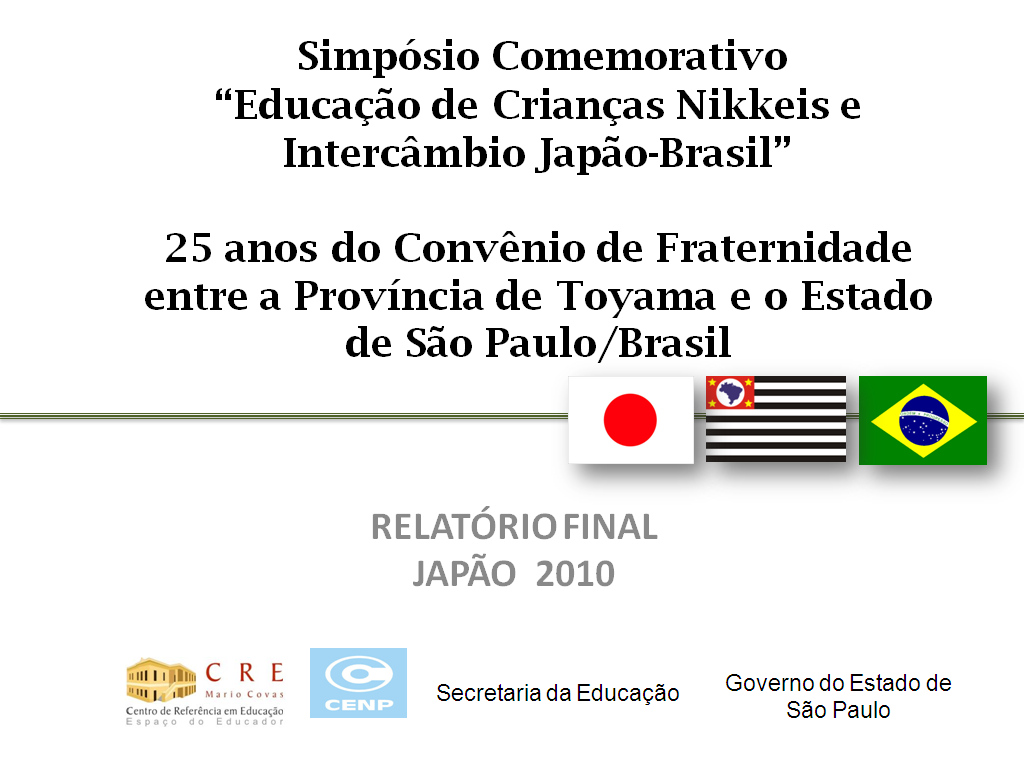 Simpósio Comemorativo
“Educação de Crianças Nikkeis e
Intercâmbio Japão-Brasil”
25 anos do Convênio de Fraternidade
entre a Província de Toyama e o Estado
de São Paulo/Brasil
RELATÓRIO FINAL
JAPÃO 2010
CRE
Mario Covas
Centro de Referência em Educação
Espaço do Educador
CENP
Secretaria da Educação
Governo do Estado de
São Paulo